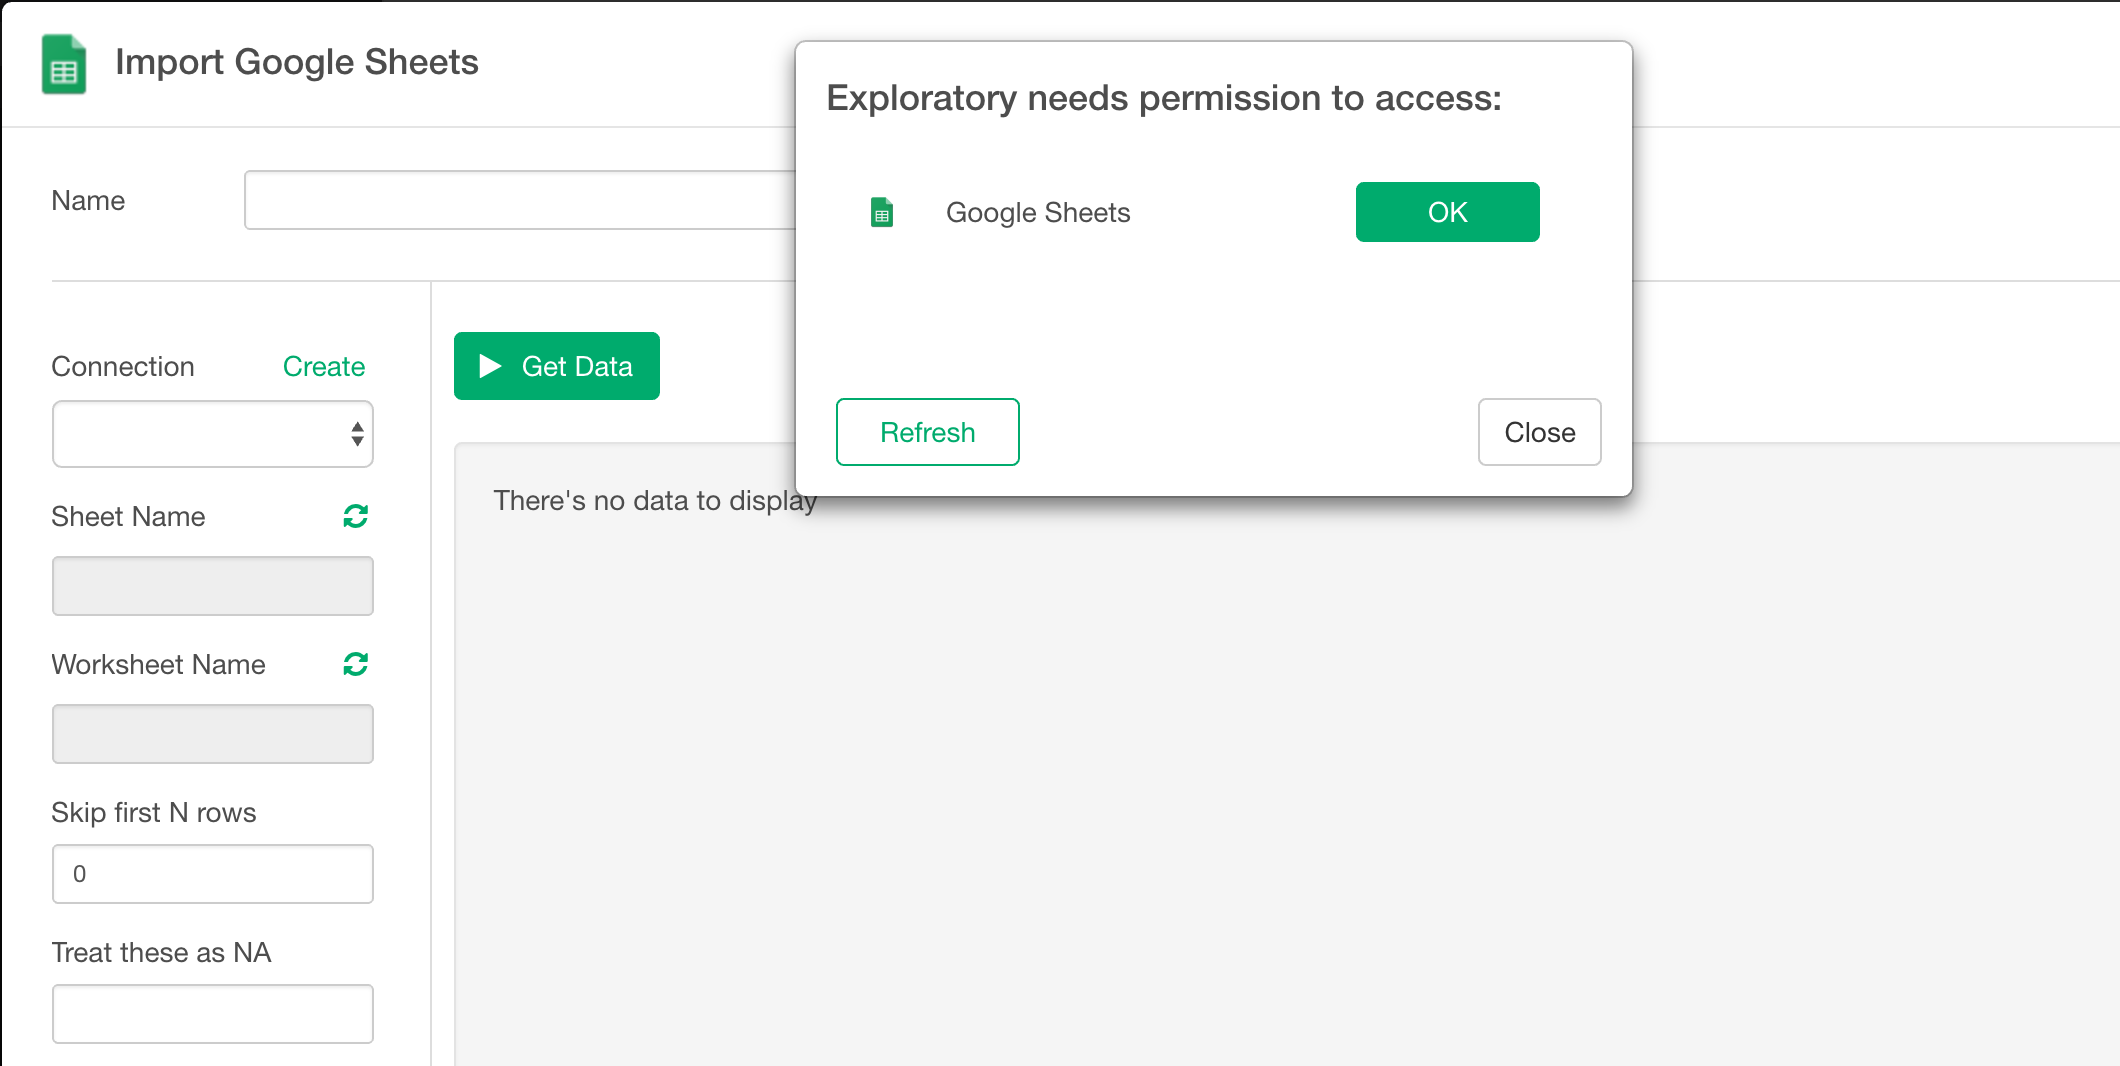 Import Google Sheets
Name
Exploratory needs permission to access:
Google Sheets
OK
Refresh
Close
Connection
Create
Get Data
There's no data to display
Sheet Name
Worksheet Name
Skip first N rows
0
Treat these as NA